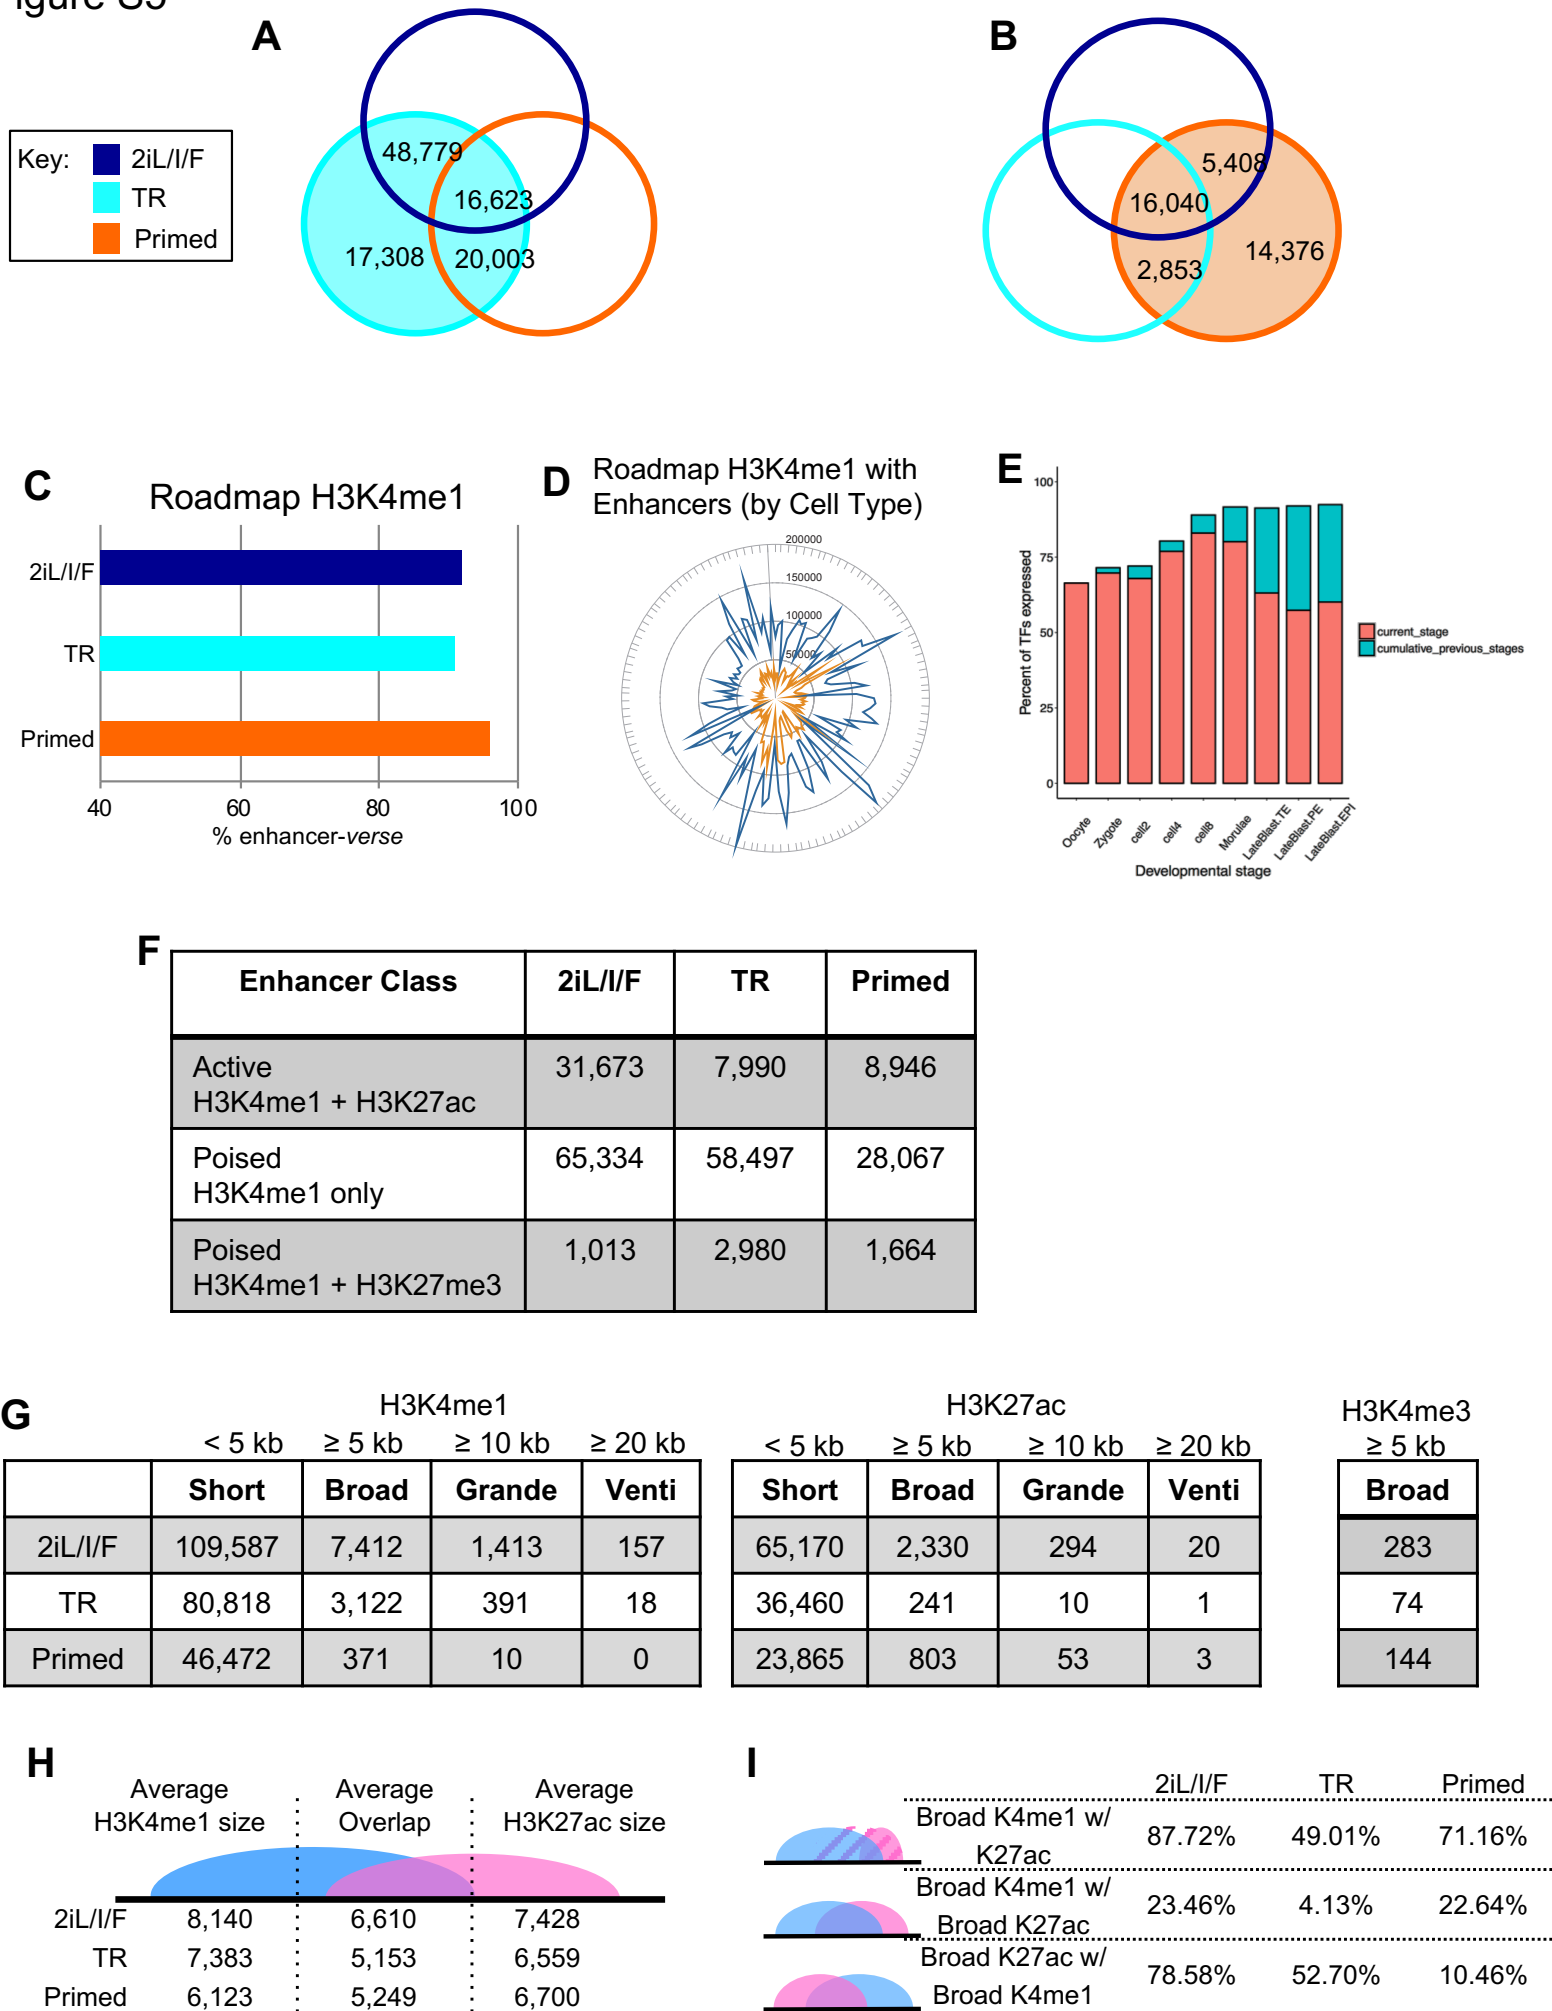 igure S5
A
B
Key:
2iL/I/F
TR
Primed
48,779
16,623
17,308
20,003
5,408
16,040
14,376
2,853
C
Roadmap H3K4me1
2iL/I/F
TR
Primed
40 60 80 100
% enhancer-verse
D
Roadmap H3K4me1 with
Enhancers (by Cell Type)
200000
150000
100000
50000
E
Percent of TFs expressed
100
75
50
25
0
Oocyte
Zygote
cell2
cell4
cell8
Morulae
LateBlast.TE
LateBlast.PE
LateBlast.EPI
Developmental stage
current_stage
cumulative_previous_stages
F
Enhancer Class 2iL/I/F TR Primed
Active 31,673 7,990 8,946
H3K4me1 + H3K27ac
Poised 65,334 58,497 28,067
H3K4me1 only
Poised 1,013 2,980 1,664
H3K4me1 + H3K27me3
G
H3K4me1
< 5 kb ≥ 5 kb ≥ 10 kb ≥ 20 kb
Short Broad Grande Venti
2iL/I/F 109,587 7,412 1,413 157
TR 80,818 3,122 391 18
Primed 46,472 371 10 0
H3K27ac
< 5 kb ≥ 5 kb ≥ 10 kb ≥ 20 kb
Short Broad Grande Venti
65,170 2,330 294 20
36,460 241 10 1
23,865 803 53 3
H3K4me3
≥ 5 kb
Broad
283
74
144
H
Average Average Average
H3K4me1 size Overlap H3K27ac size
2iL/I/F 8,140 6,610 7,428
TR 7,383 5,153 6,559
Primed 6,123 5,249 6,700
I
2iL/I/F TR Primed
Broad K4me1 w/
K27ac
87.72% 49.01% 71.16%
Broad K4me1 w/
Broad K27ac
23.46% 4.13% 22.64%
Broad K27ac w/
Broad K4me1
78.58% 52.70% 10.46%